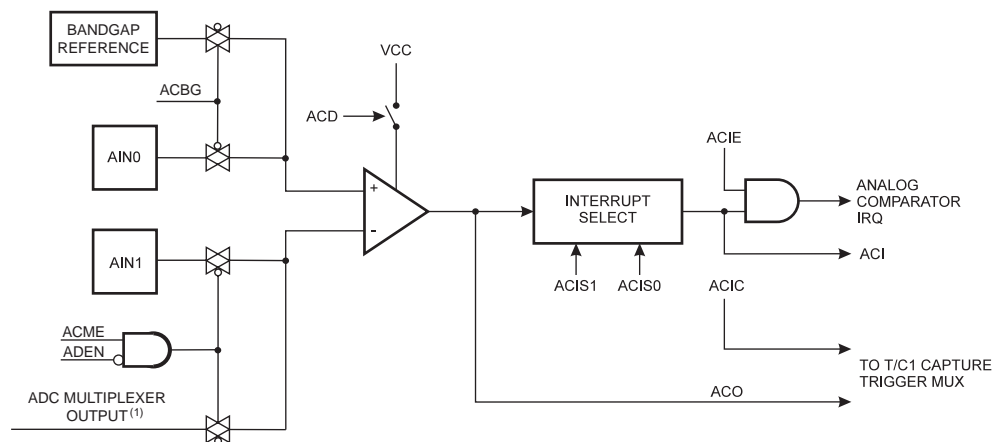 BANDGAP
REFERENCE
ACBG
AIN0
VCC
ACD
+
-
AIN1
ACME
ADEN
ADC MULTIPLEXER
OUTPUT (1)
INTERRUPT
SELECT
ACIS1 ACIS0
ACIE
ANALOG
COMPARATOR
IRQ
ACI
ACIC
TO T/C1 CAPTURE
TRIGGER MUX
ACO